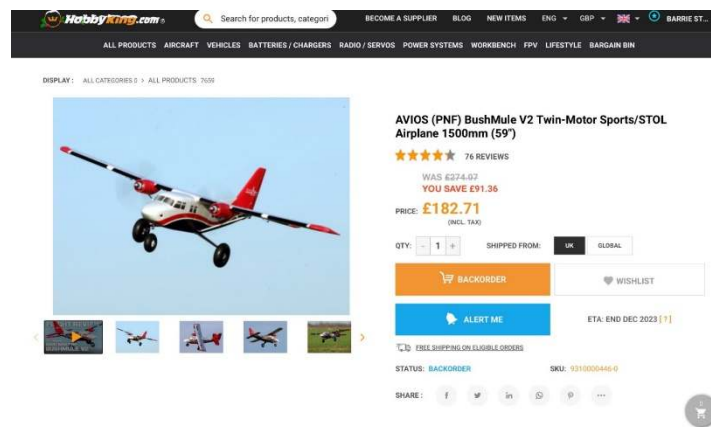 HobbyKing.com
Search for products, categori
BECOME A SUPPLIER BLOG NEW ITEMS ENG GBP BARRIE ST...
ALL PRODUCTS AIRCRAFT VEHICLES BATTERIES / CHARGERS RADIO / SERVOS POWER SYSTEMS WORKBENCH FPV LIFESTYLE BARGAIN BIN
DISPLAY : ALL CATEGORIES 0 > ALL PRODUCTS 7659
AVIOS (PNF) BushMule V2 Twin-Motor Sports/STOL
Airplane 1500mm (59")
76 REVIEWS
WAS £274.07
YOU SAVE £91.36
PRICE: £182.71
(INCL. TAX)
QTY: - 1 + SHIPPED FROM: UK GLOBAL
BACKORDER WISHLIST
ALERT ME ETA: END DEC 2023 [ ? ]
FREE SHIPPING ON ELIGIBLE ORDERS
STATUS: BACKORDER SKU: 9310000446-0
SHARE :
0